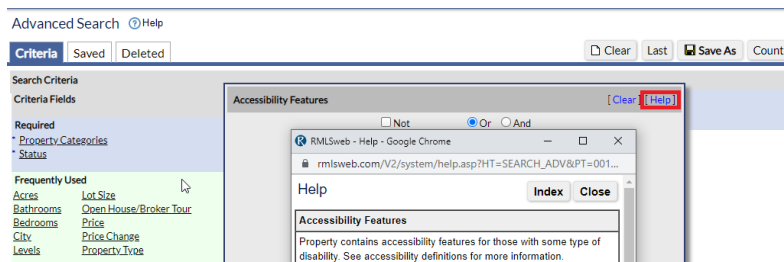 Advanced Search ? Help
Criteria Saved Deleted Clear Last Save As Count
Search Criteria
Criteria Fields
Required
* Property Categories
* Status
Frequently Used
Acres Lot Size
Bathrooms Open House/Broker Tour
Bedrooms Price
City Price Change
Levels Property Type
Accessibility Features [Clear] [Help]
Not Or And
RMLSweb - Help - Google Chrome
rmlsweb.com/V2/system/help.asp?HT=SEARCH_ADV&PT=001...
Help Index Close
Accessibility Features
Property contains accessibility features for those with some type of
disability. See accessibility definitions for more information.